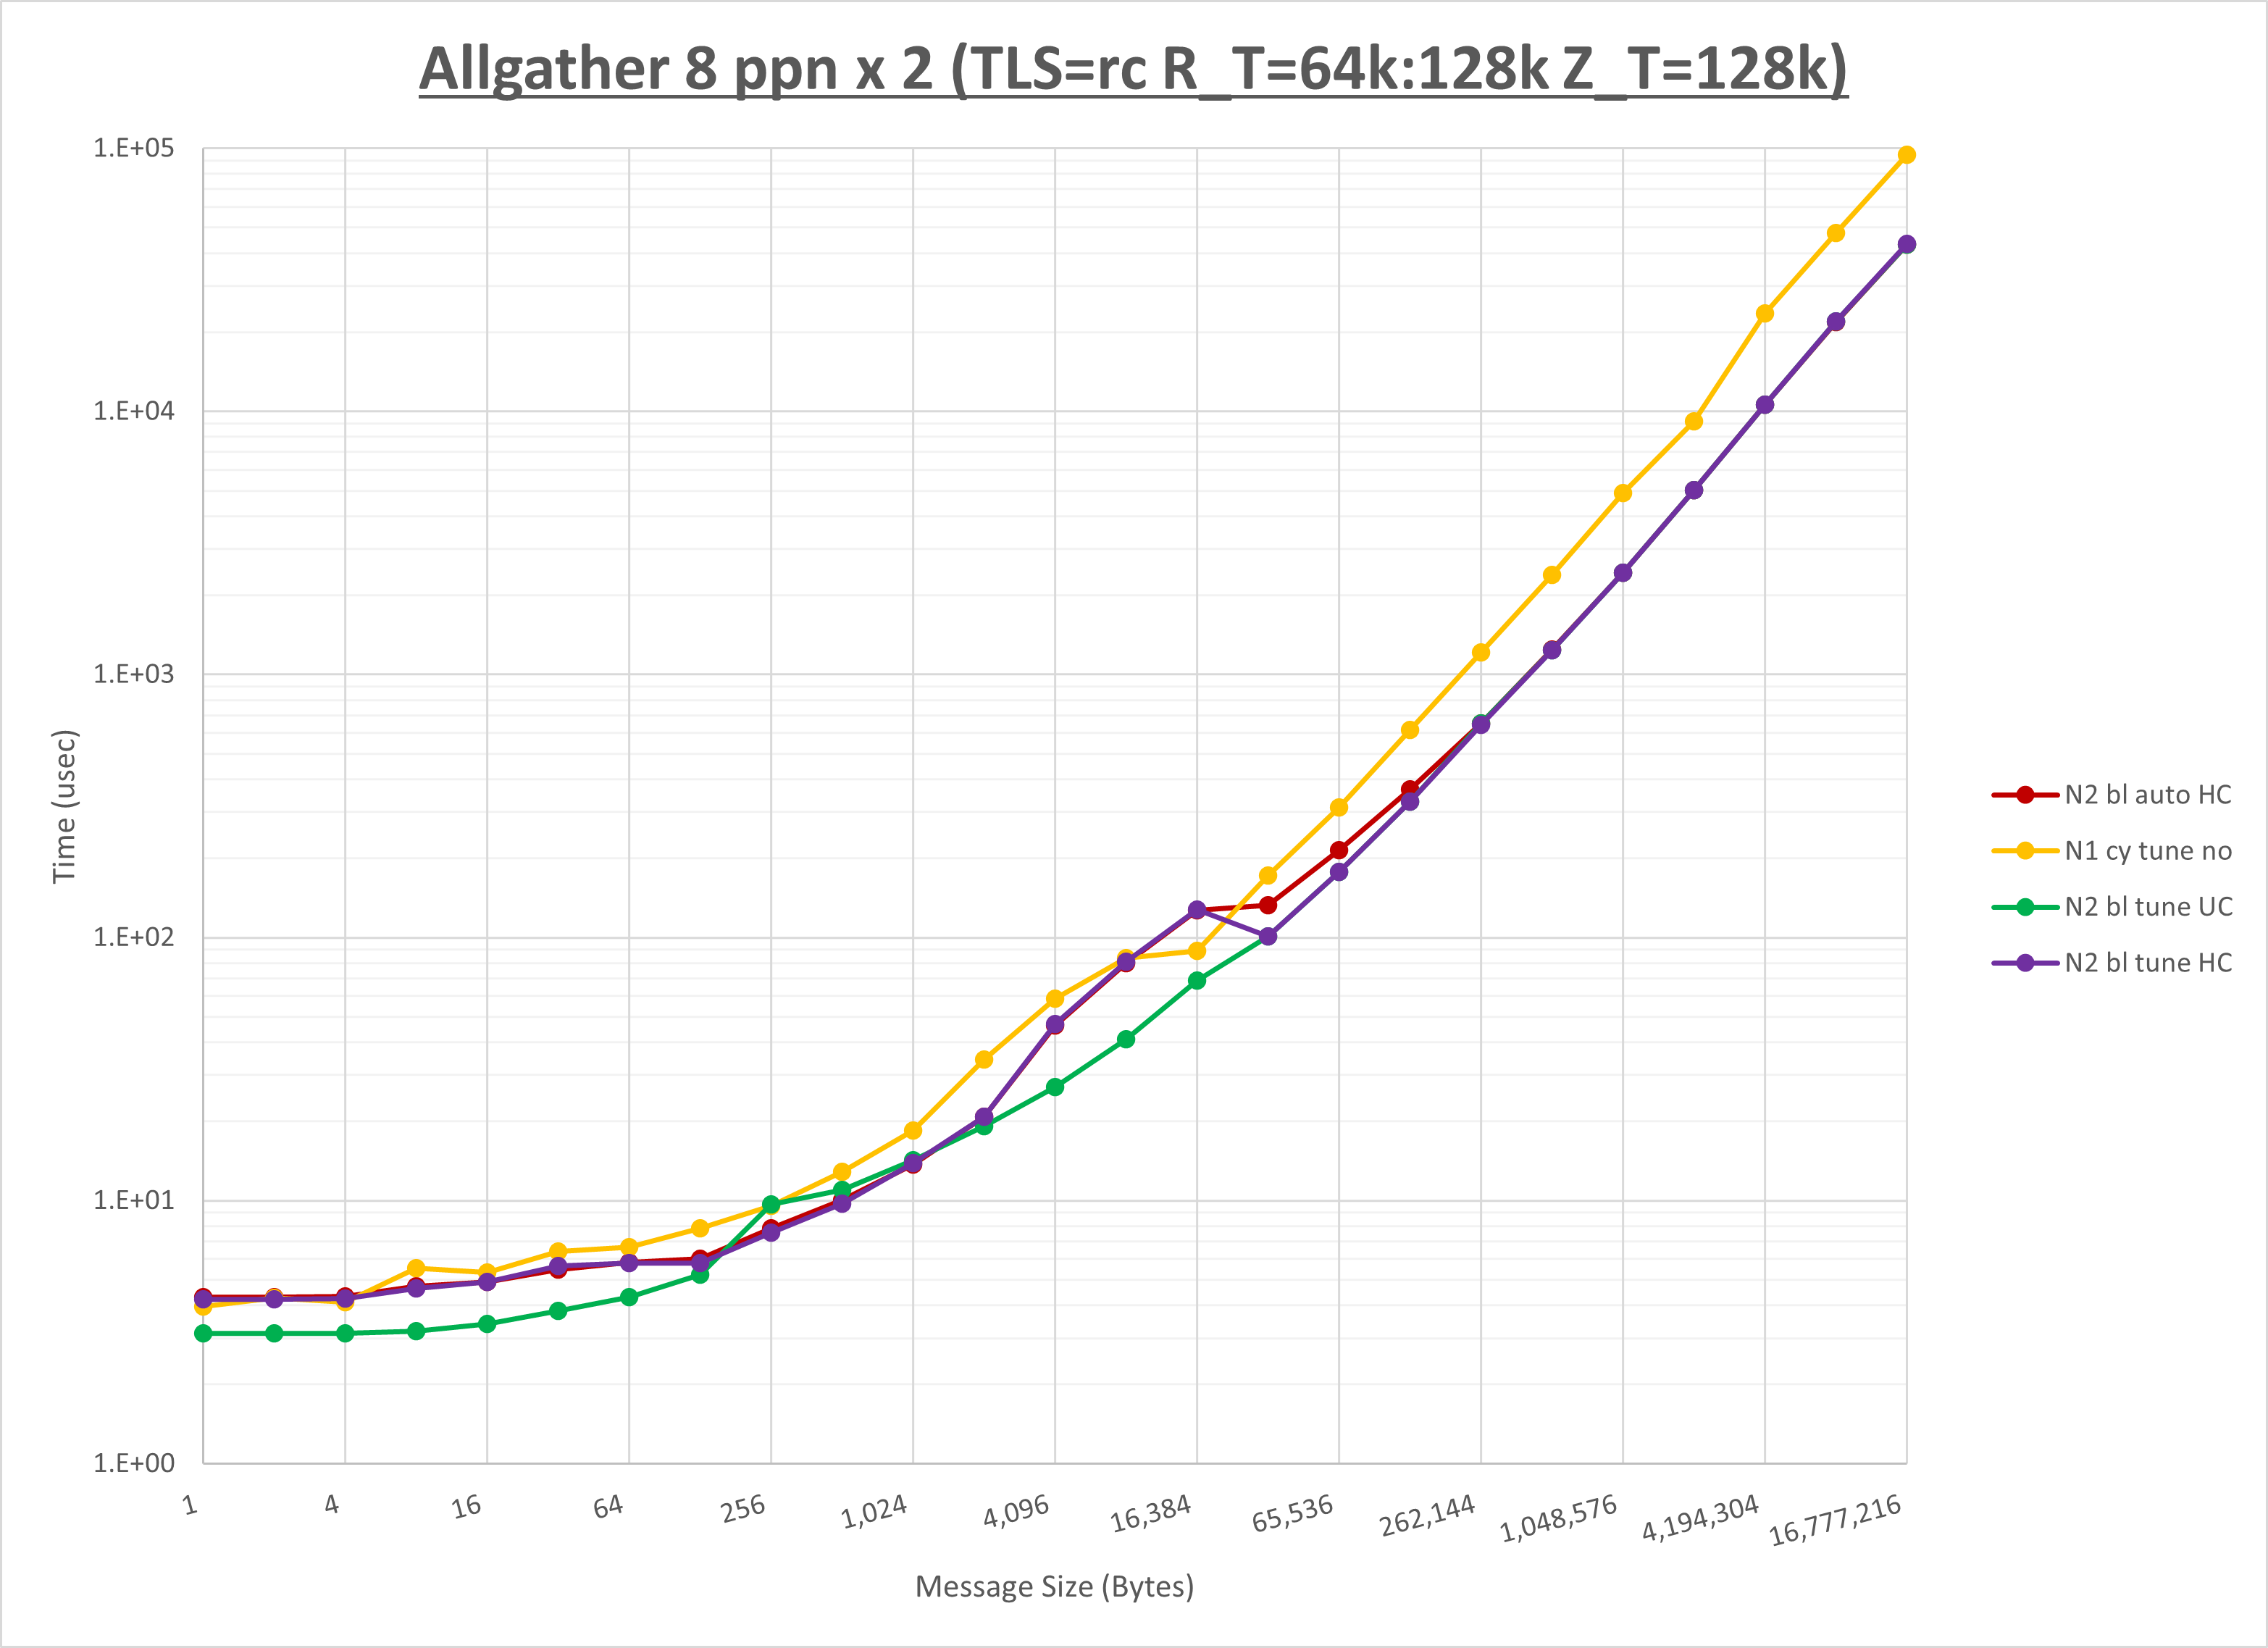 Allgather 8 ppn x 2 (TLS=rc R_T=64k:128k Z_T=128k)
1.E+05
1.E+04
1.E+03
1.E+02
1.E+01
1.E+00
Time (usec)
1
4
16
64
256
1,024
4,096
16,384
65,536
262,144
1,048,576
4,194,304
16,777,216
Message Size (Bytes)
N2 bl auto HC
N1 cy tune no
N2 bl tune UC
N2 bl tune HC